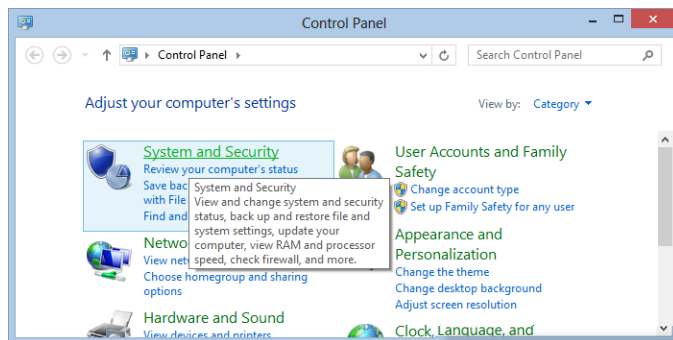 Control Panel
Control Panel
Search Control Panel
Adjust your computer's settings
View by: Category
System and Security
Review your computer's status
Save bac
with File
Find and
System and Security
View and change system and security
status, back up and restore file and
system settings, update your
computer, view RAM and processor
speed, check firewall, and more.
Netwo
View net
Choose homegroup and sharing
options
Hardware and Sound
View devices and printers
User Accounts and Family
Safety
Change account type
Set up Family Safety for any user
Appearance and
Personalization
Change the theme
Change desktop background
Adjust screen resolution
Clock, Language, and